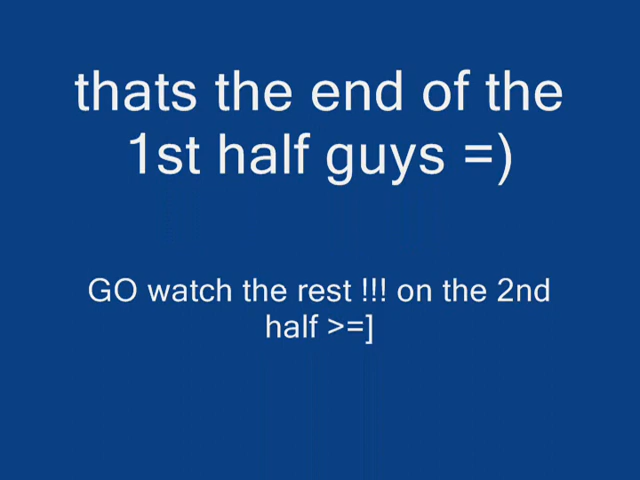 thats the end of the
1st half guys =)
GO watch the rest !!! on the 2nd
half >=]